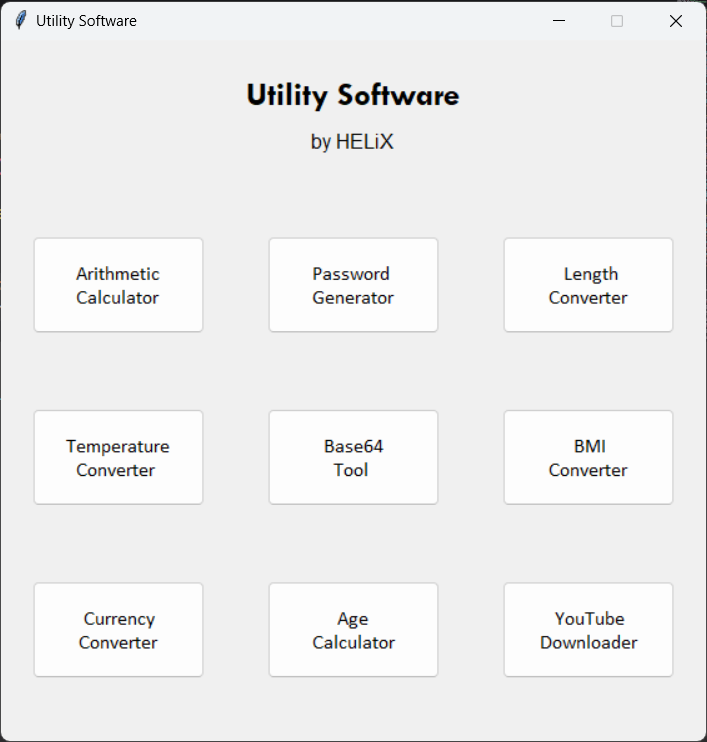 Utility Software
Utility Software
by HELiX
Arithmetic
Calculator
Password
Generator
Length
Converter
Temperature
Converter
Base64
Tool
BMI
Converter
Currency
Converter
Age
Calculator
YouTube
Downloader